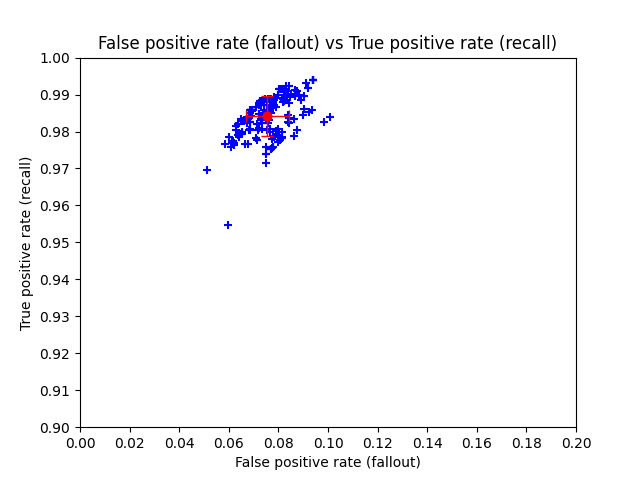 False positive rate (fallout) vs True positive rate (recall)
1.00
0.99
0.98
0.97
0.96
0.95
0.94
0.93
0.92
0.91
0.90
True positive rate (recall)
0.00 0.02 0.04 0.06 0.08 0.10 0.12 0.14 0.16 0.18 0.20
False positive rate (fallout)